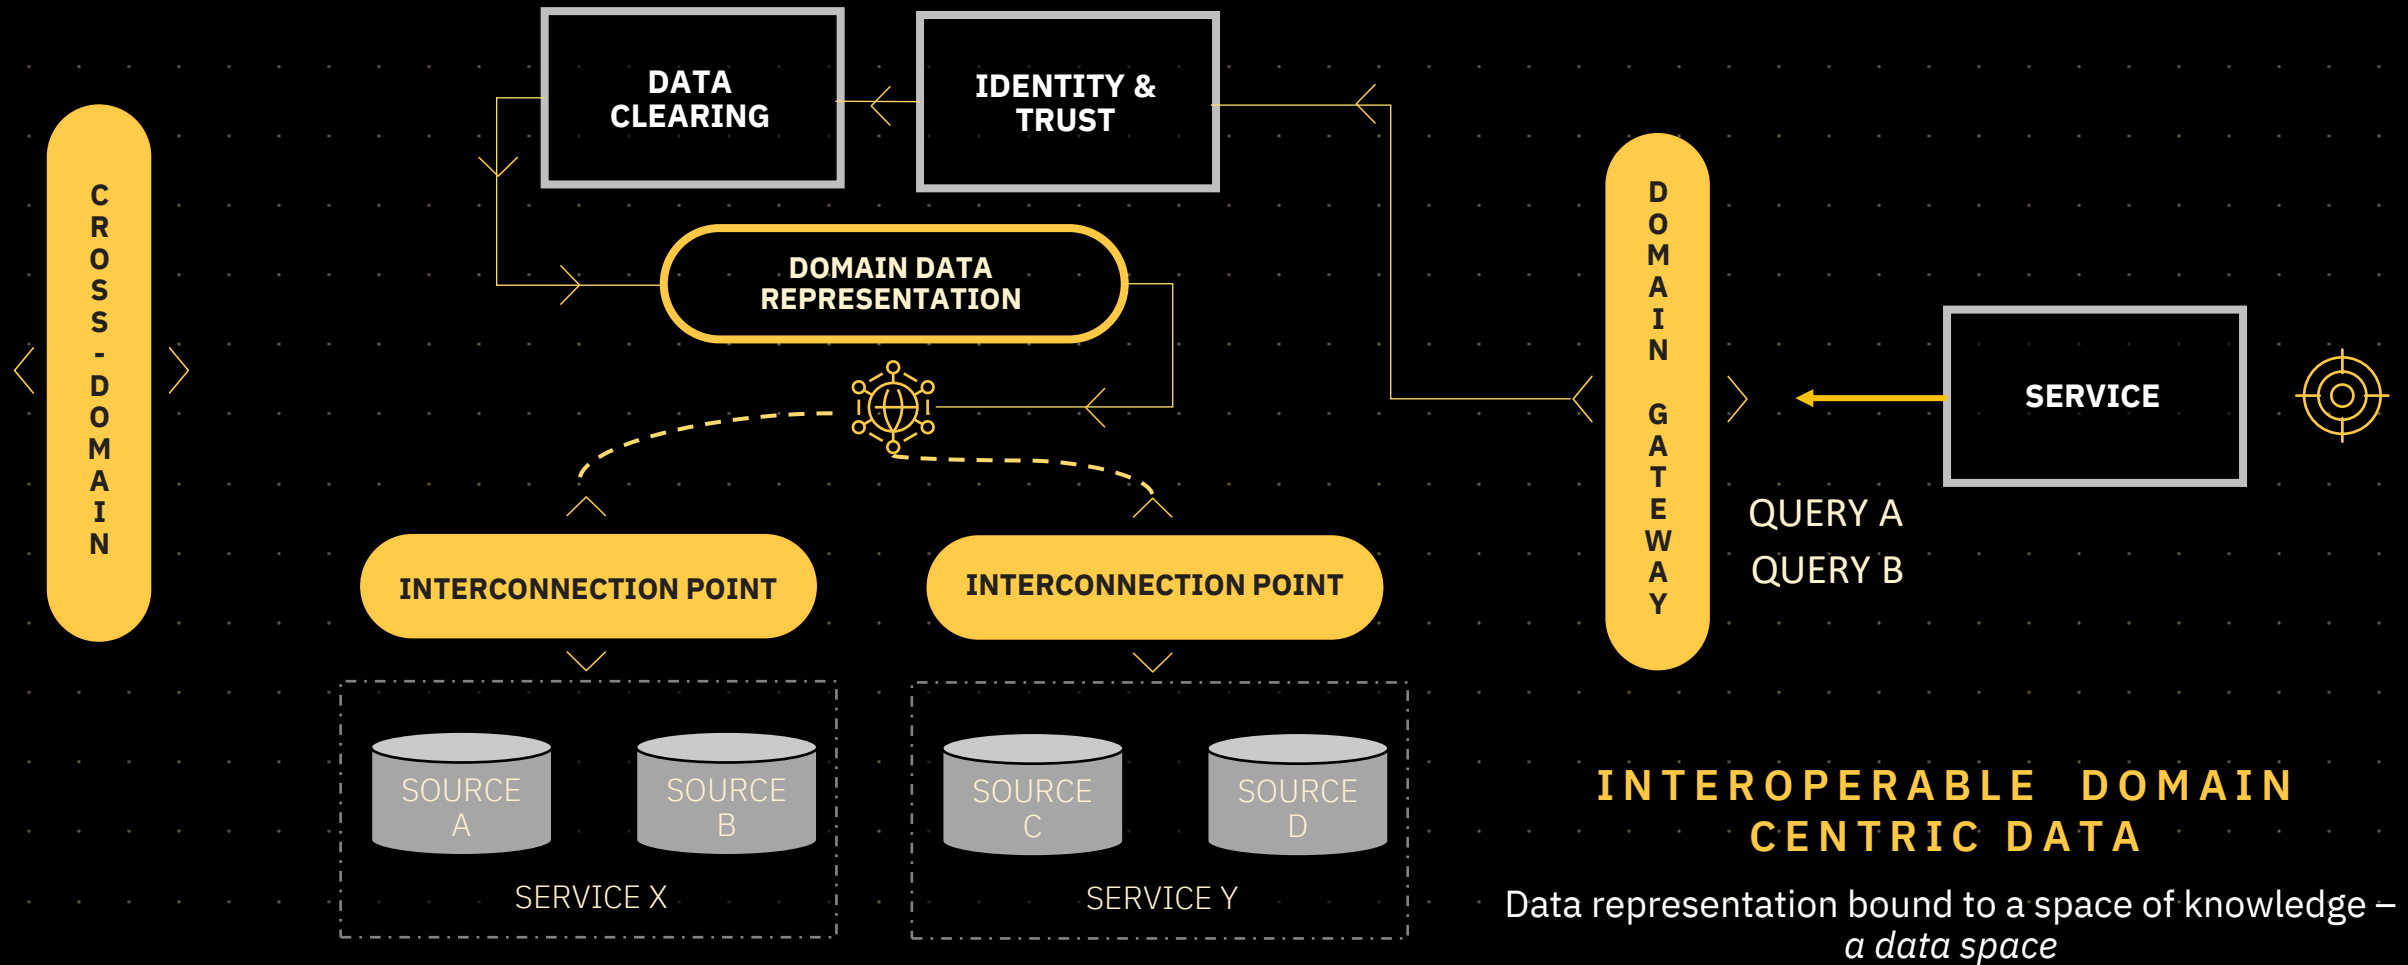 DATA
CLEARING
IDENTITY &
TRUST
CROSS-DOMAIN
DOMAIN GATEWAY
DOMAIN DATA
REPRESENTATION
SERVICE
QUERY A
QUERY B
INTERCONNECTION POINT
INTERCONNECTION POINT
SOURCE
A
SOURCE
B
SERVICE X
SOURCE
C
SOURCE
D
SERVICE Y
INTEROPERABLE DOMAIN
CENTRIC DATA
Data representation bound to a space of knowledge –
a data space